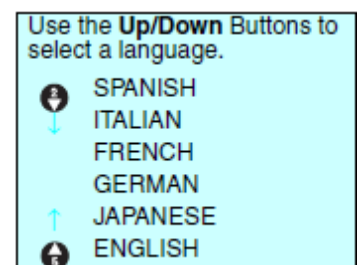 Use the Up/Down Buttons to
select a language.
SPANISH
ITALIAN
FRENCH
GERMAN
JAPANESE
ENGLISH